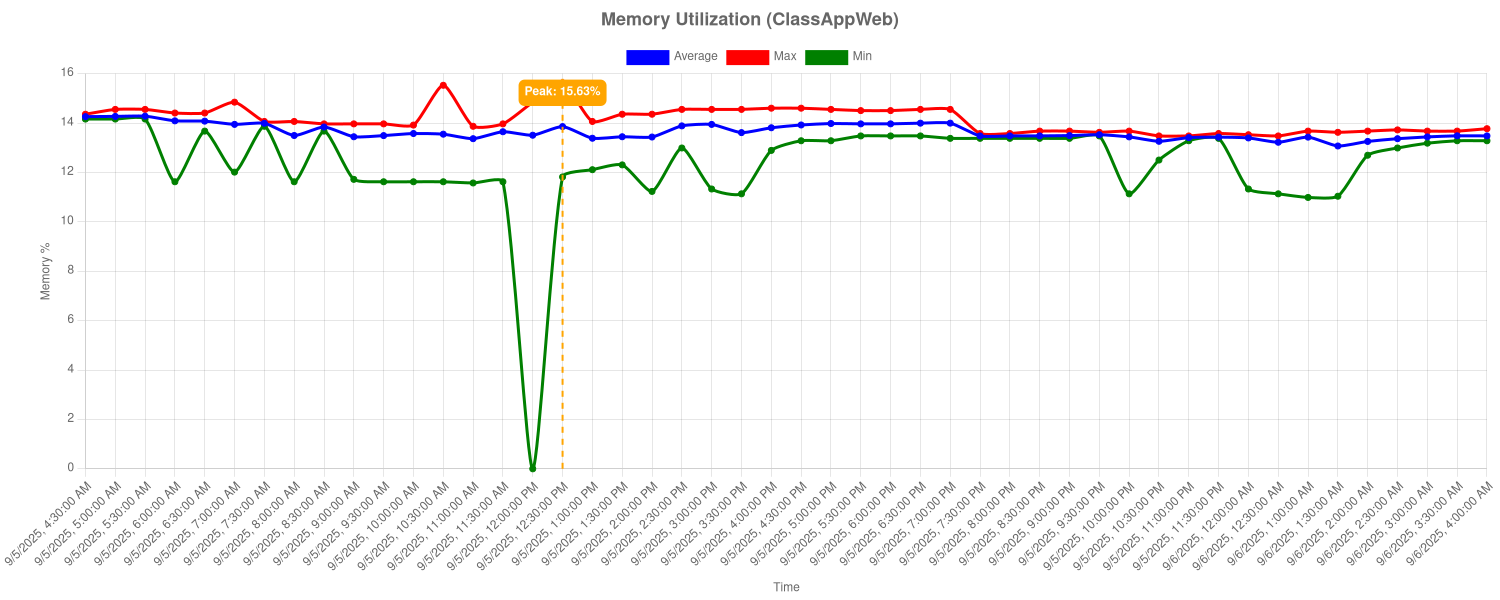 Memory Utilization (ClassAppWeb)
Average Max Min
Peak: 15.63%
16
14
12
10
8
6
4
2
0
Memory %
9/5/2025, 4:30:00 AM
9/5/2025, 5:00:00 AM
9/5/2025, 5:30:00 AM
9/5/2025, 6:00:00 AM
9/5/2025, 6:30:00 AM
9/5/2025, 7:00:00 AM
9/5/2025, 7:30:00 AM
9/5/2025, 8:00:00 AM
9/5/2025, 8:30:00 AM
9/5/2025, 9:00:00 AM
9/5/2025, 9:30:00 AM
9/5/2025, 10:00:00 AM
9/5/2025, 10:30:00 AM
9/5/2025, 11:00:00 AM
9/5/2025, 11:30:00 AM
9/5/2025, 12:00:00 PM
9/5/2025, 12:30:00 PM
9/5/2025, 1:00:00 PM
9/5/2025, 1:30:00 PM
9/5/2025, 2:00:00 PM
9/5/2025, 2:30:00 PM
9/5/2025, 3:00:00 PM
9/5/2025, 3:30:00 PM
9/5/2025, 4:00:00 PM
9/5/2025, 4:30:00 PM
9/5/2025, 5:00:00 PM
9/5/2025, 5:30:00 PM
9/5/2025, 6:00:00 PM
9/5/2025, 6:30:00 PM
9/5/2025, 7:00:00 PM
9/5/2025, 7:30:00 PM
9/5/2025, 8:00:00 PM
9/5/2025, 8:30:00 PM
9/5/2025, 9:00:00 PM
9/5/2025, 9:30:00 PM
9/5/2025, 10:00:00 PM
9/5/2025, 10:30:00 PM
9/5/2025, 11:00:00 PM
9/5/2025, 11:30:00 PM
9/6/2025, 12:00:00 AM
9/6/2025, 12:30:00 AM
9/6/2025, 1:00:00 AM
9/6/2025, 1:30:00 AM
9/6/2025, 2:00:00 AM
9/6/2025, 2:30:00 AM
9/6/2025, 3:00:00 AM
9/6/2025, 3:30:00 AM
9/6/2025, 4:00:00 AM
Time